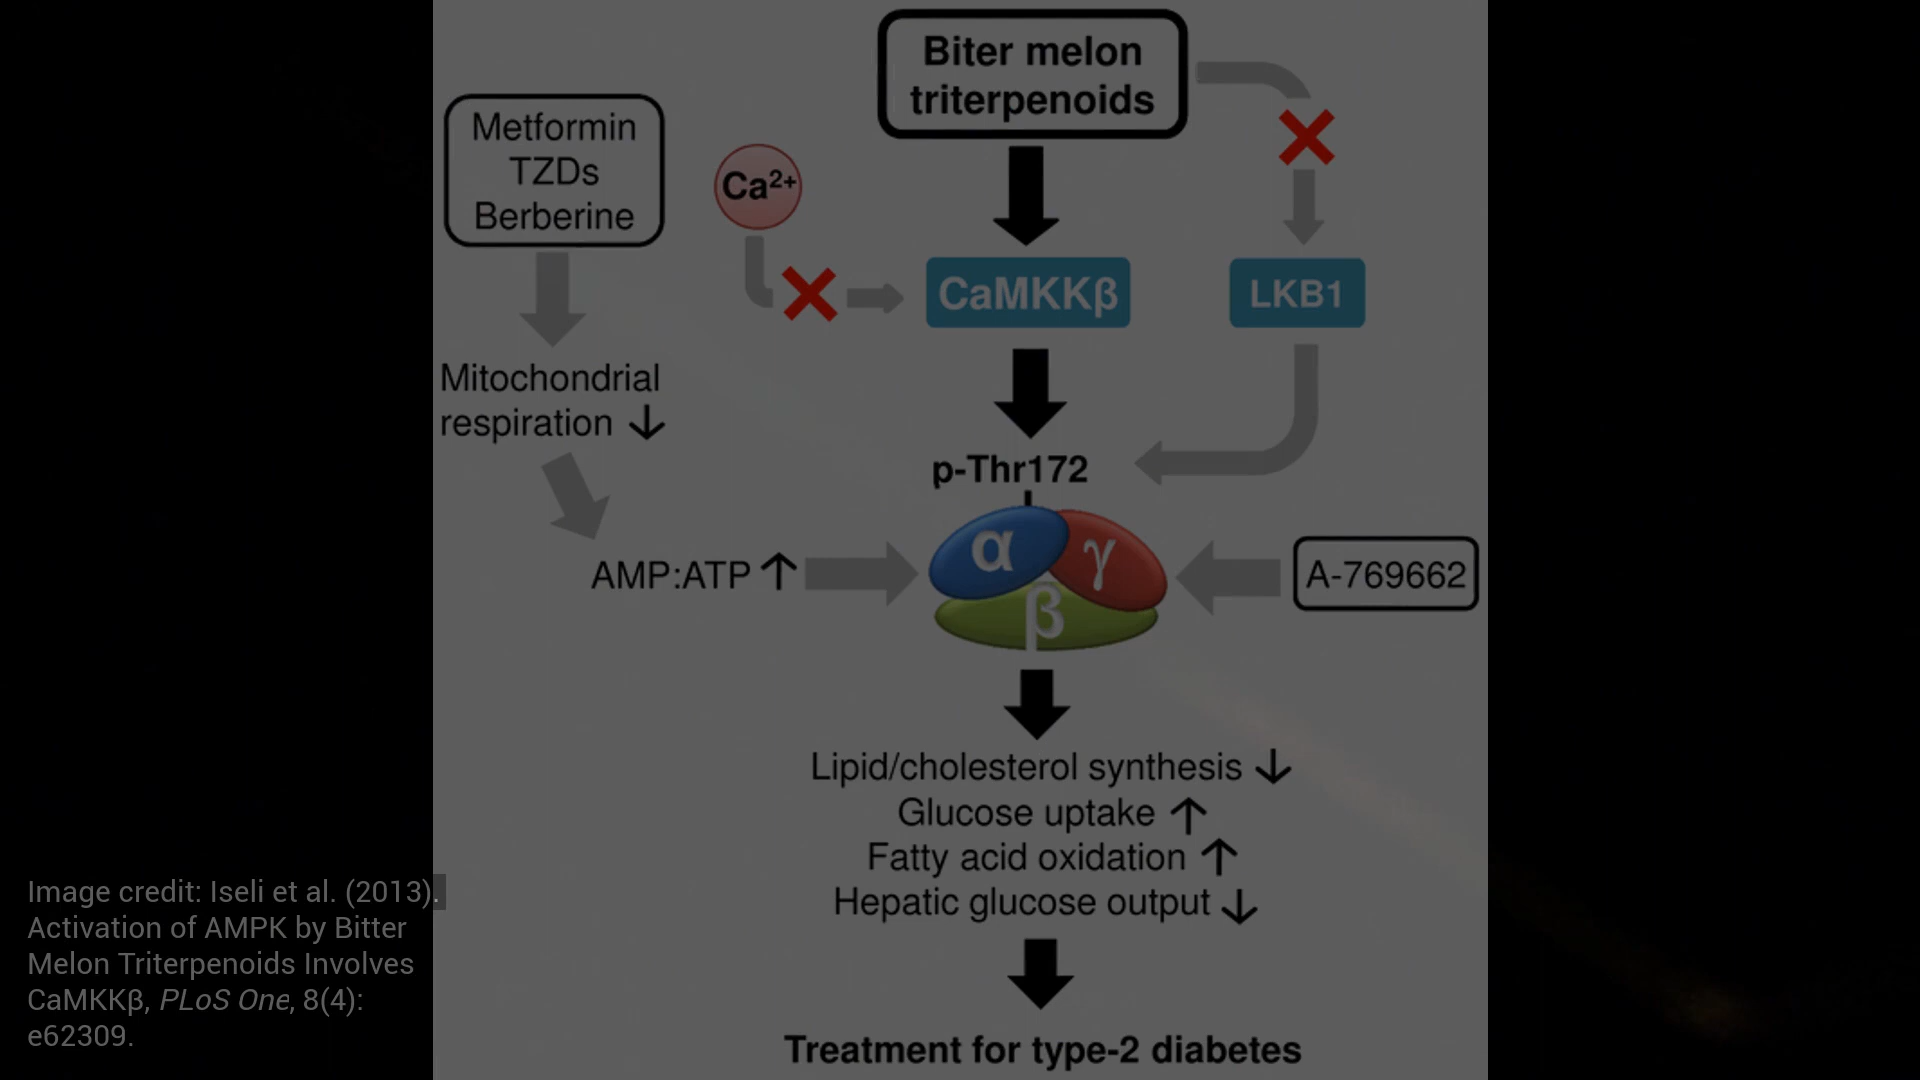 Biter melon
triterpenoids
Metformin
TZDs
Berberine
Ca²⁺
CaMKKβ
LKB1
Mitochondrial
respiration ↓
p-Thr172
α
γ
β
AMP:ATP ↑
A-769662
Lipid/cholesterol synthesis ↓
Glucose uptake ↑
Fatty acid oxidation ↑
Hepatic glucose output ↓
Treatment for type-2 diabetes
Image credit: Iseli et al. (2013).
Activation of AMPK by Bitter
Melon Triterpenoids Involves
CaMKKβ, PLoS One, 8(4):
e62309.